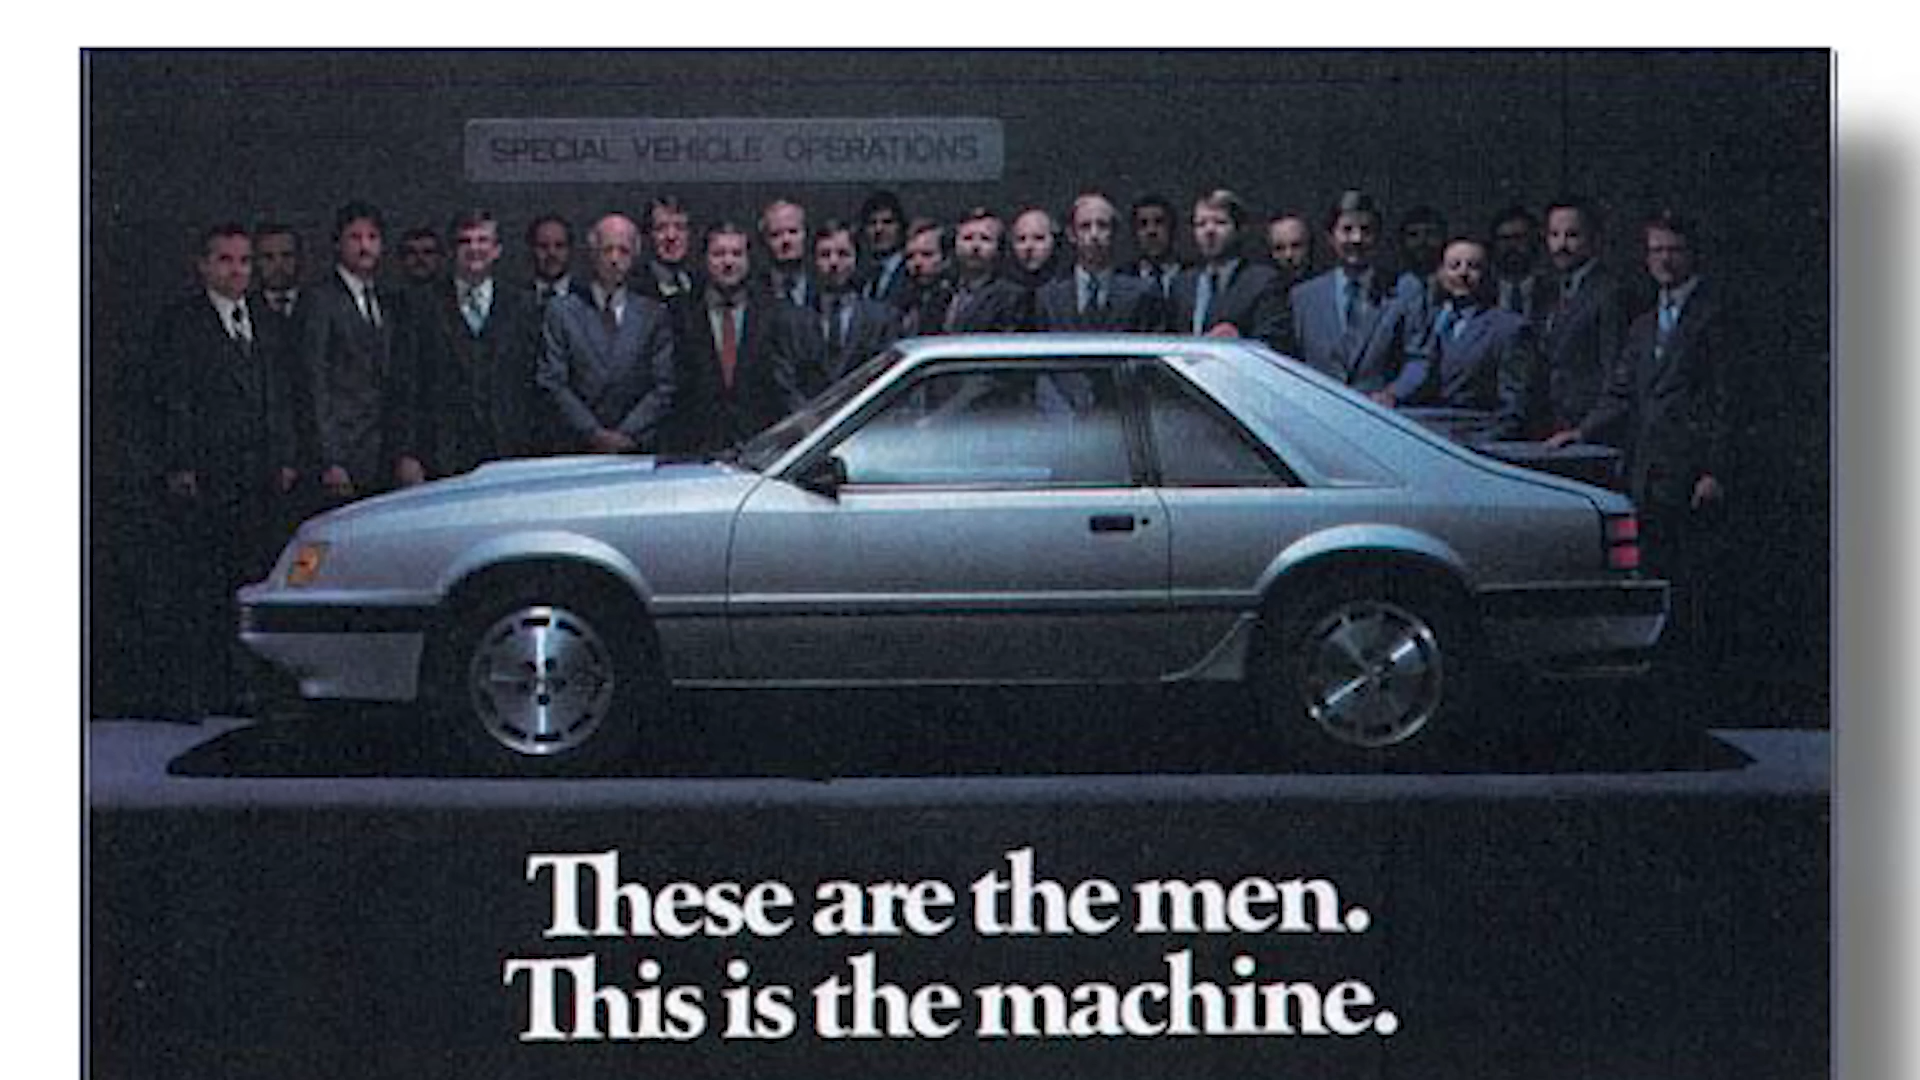 SPECIAL VEHICLE OPERATIONS
These are the men.
This is the machine.